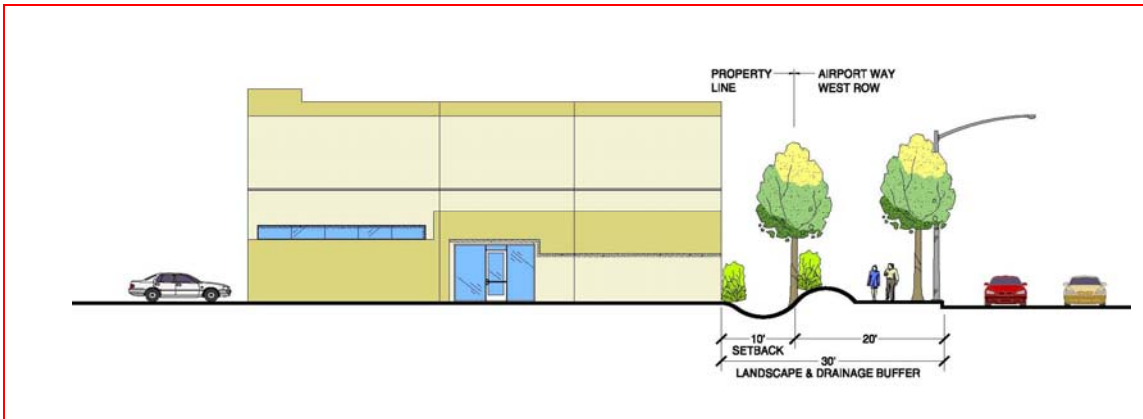 PROPERTY
LINE
AIRPORT WAY
WEST ROW
10'
SETBACK
20'
30'
LANDSCAPE & DRAINAGE BUFFER